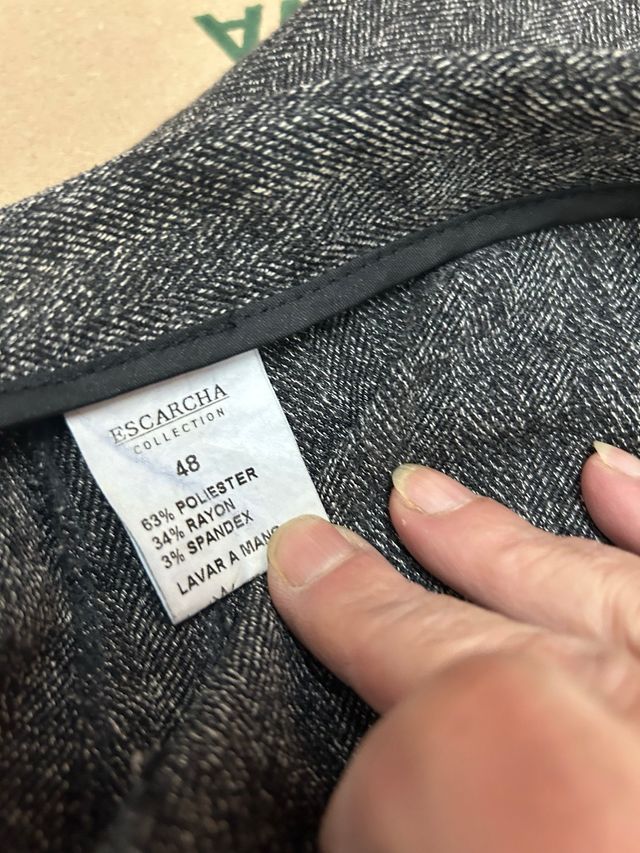 ESCARCHA
COLLECTION
48
63% POLIESTER
34% RAYON
3% SPANDEX
LAVAR A